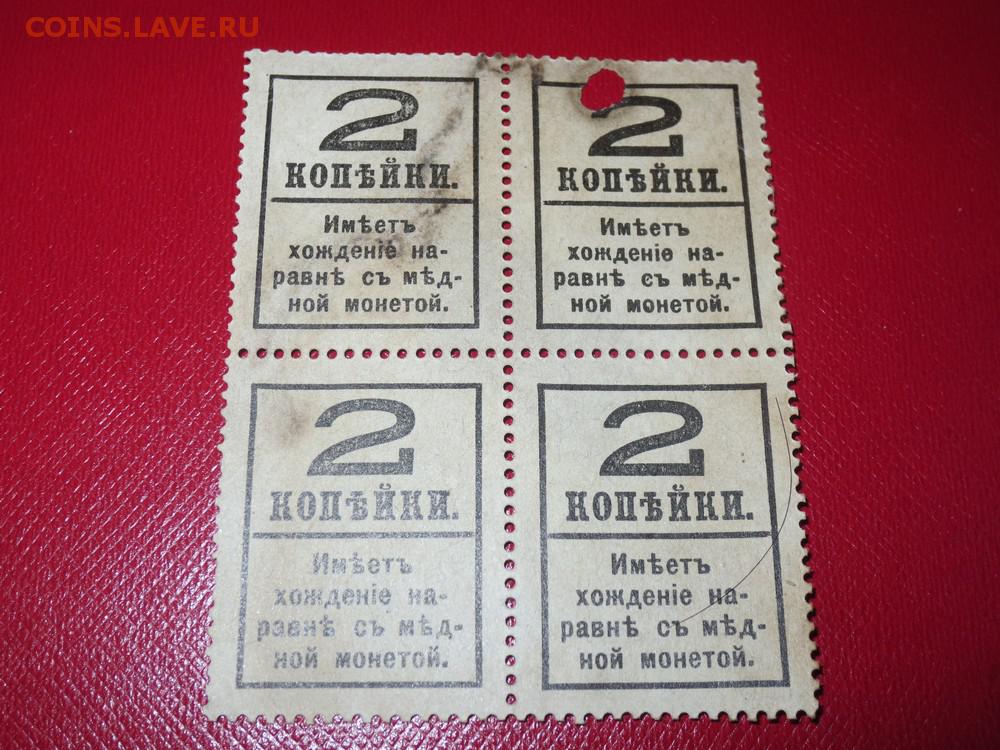 COINS.LAVE.RU
2
КОПѢЙКИ.
Имѣетъ
хожденіе на-
равнѣ съ мѣд-
ной монетой.
2
КОПѢЙКИ.
Имѣетъ
хожденіе на-
равнѣ съ мѣд-
ной монетой.
2
КОПѢЙКИ.
Имѣетъ
хожденіе на-
равнѣ съ мѣд-
ной монетой.
2
КОПѢЙКИ.
Имѣетъ
хожденіе на-
равнѣ съ мѣд-
ной монетой.